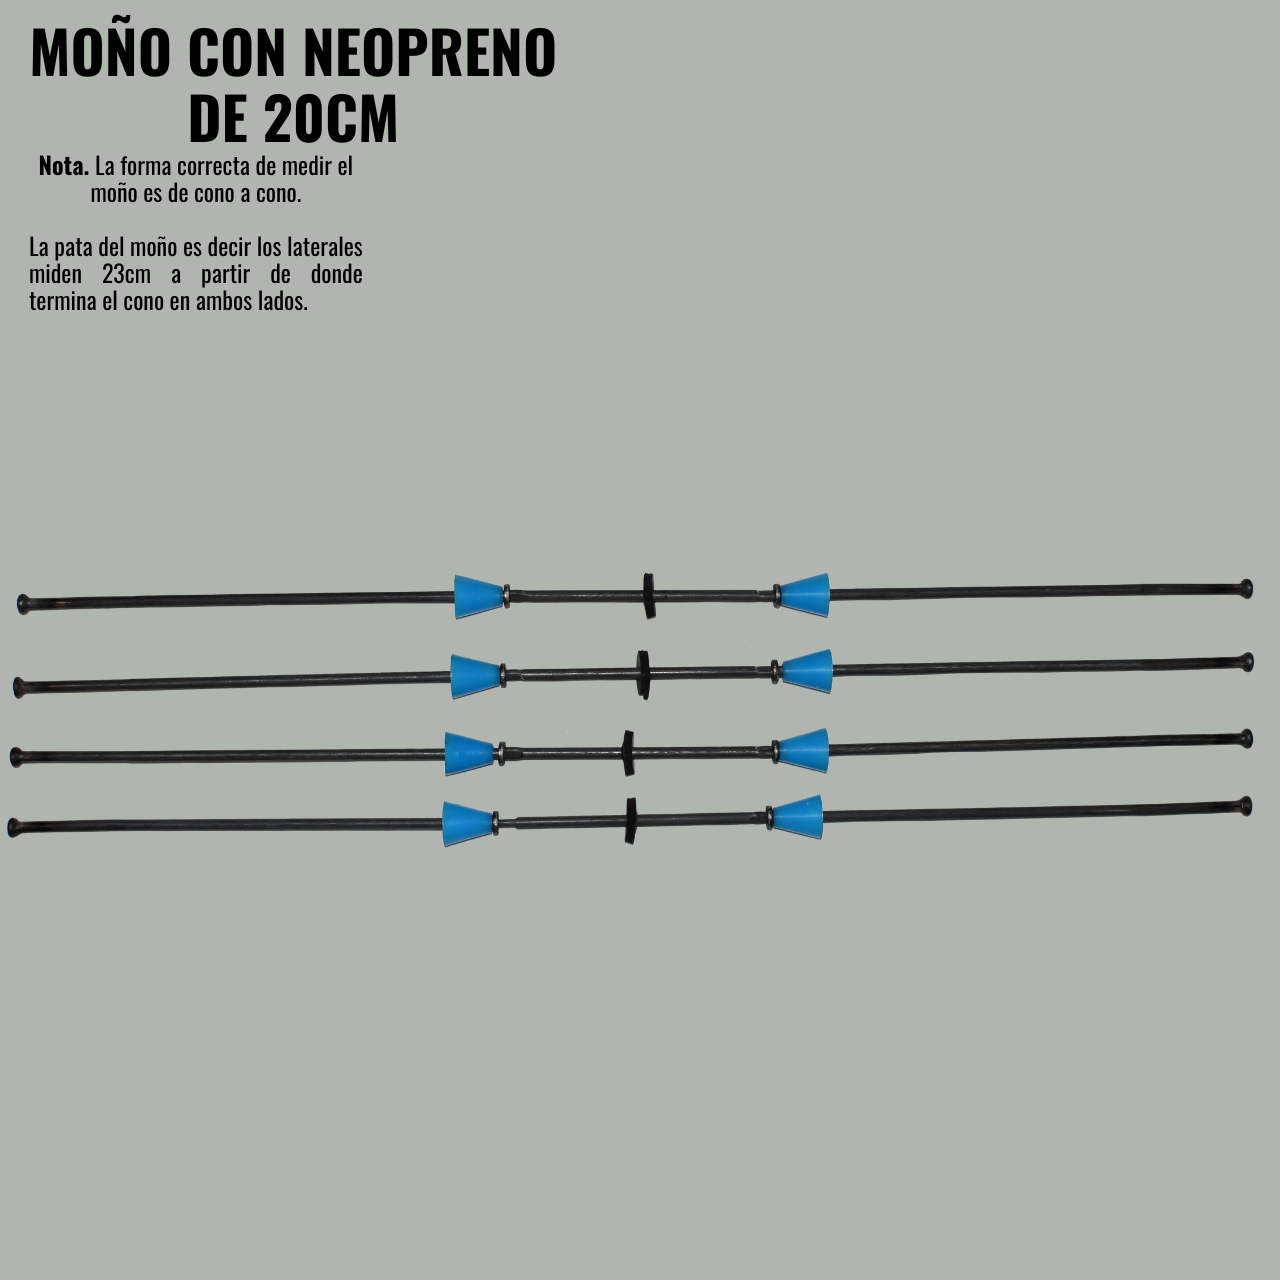 MOÑO CON NEOPRENO
DE 20CM
Nota. La forma correcta de medir el
moño es de cono a cono.
La pata del moño es decir los laterales
miden 23cm a partir de donde
termina el cono en ambos lados.